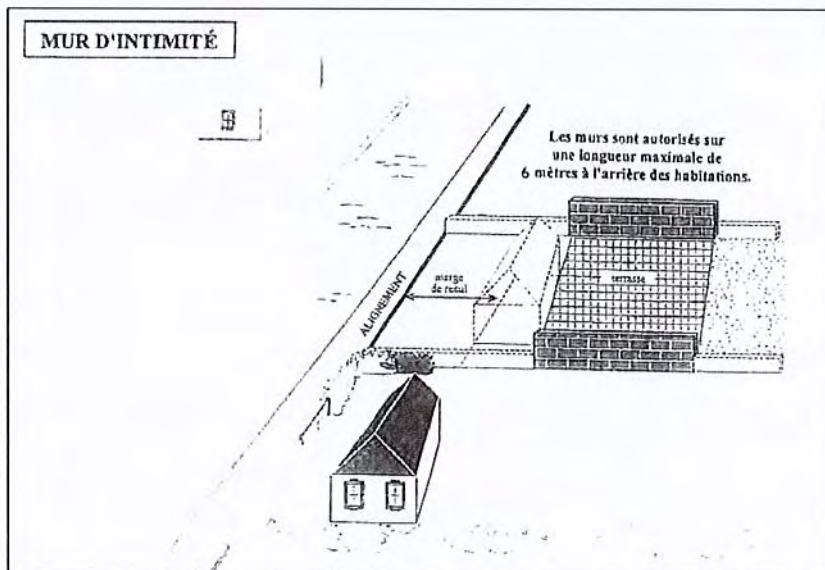 MUR D'INTIMITÉ
Les murs sont autorisés sur
une longueur maximale de
6 mètres à l'arrière des habitations.
ALIGNEMENT
marge
de recul
terrasse